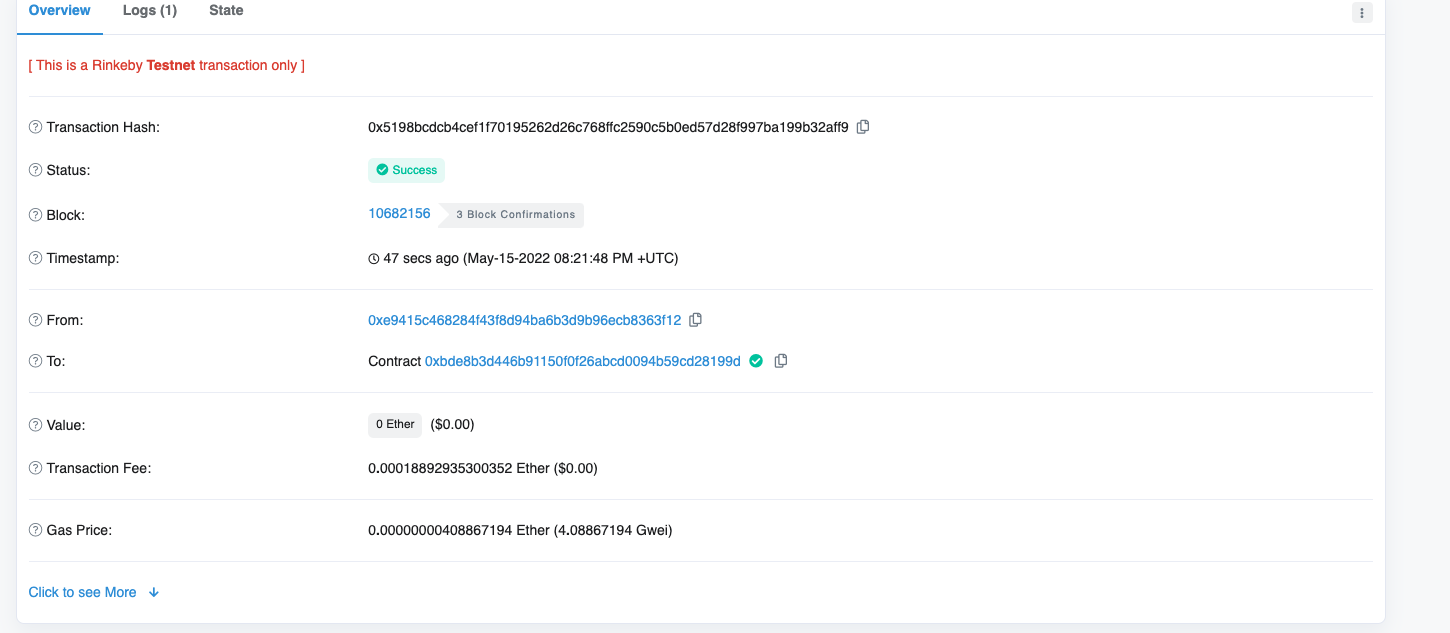 Overview Logs (1) State
[ This is a Rinkeby Testnet transaction only ]
Transaction Hash: 0x5198bcdcb4cef1f70195262d26c768ffc2590c5b0ed57d28f997ba199b32aff9
Status: Success
Block: 10682156 3 Block Confirmations
Timestamp: 47 secs ago (May-15-2022 08:21:48 PM +UTC)
From: 0xe9415c468284f43f8d94ba6b3d9b96ecb8363f12
To: Contract 0xbde8b3d446b91150f0f26abcd0094b59cd28199d
Value: 0 Ether ($0.00)
Transaction Fee: 0.00018892935300352 Ether ($0.00)
Gas Price: 0.00000000408867194 Ether (4.08867194 Gwei)
Click to see More